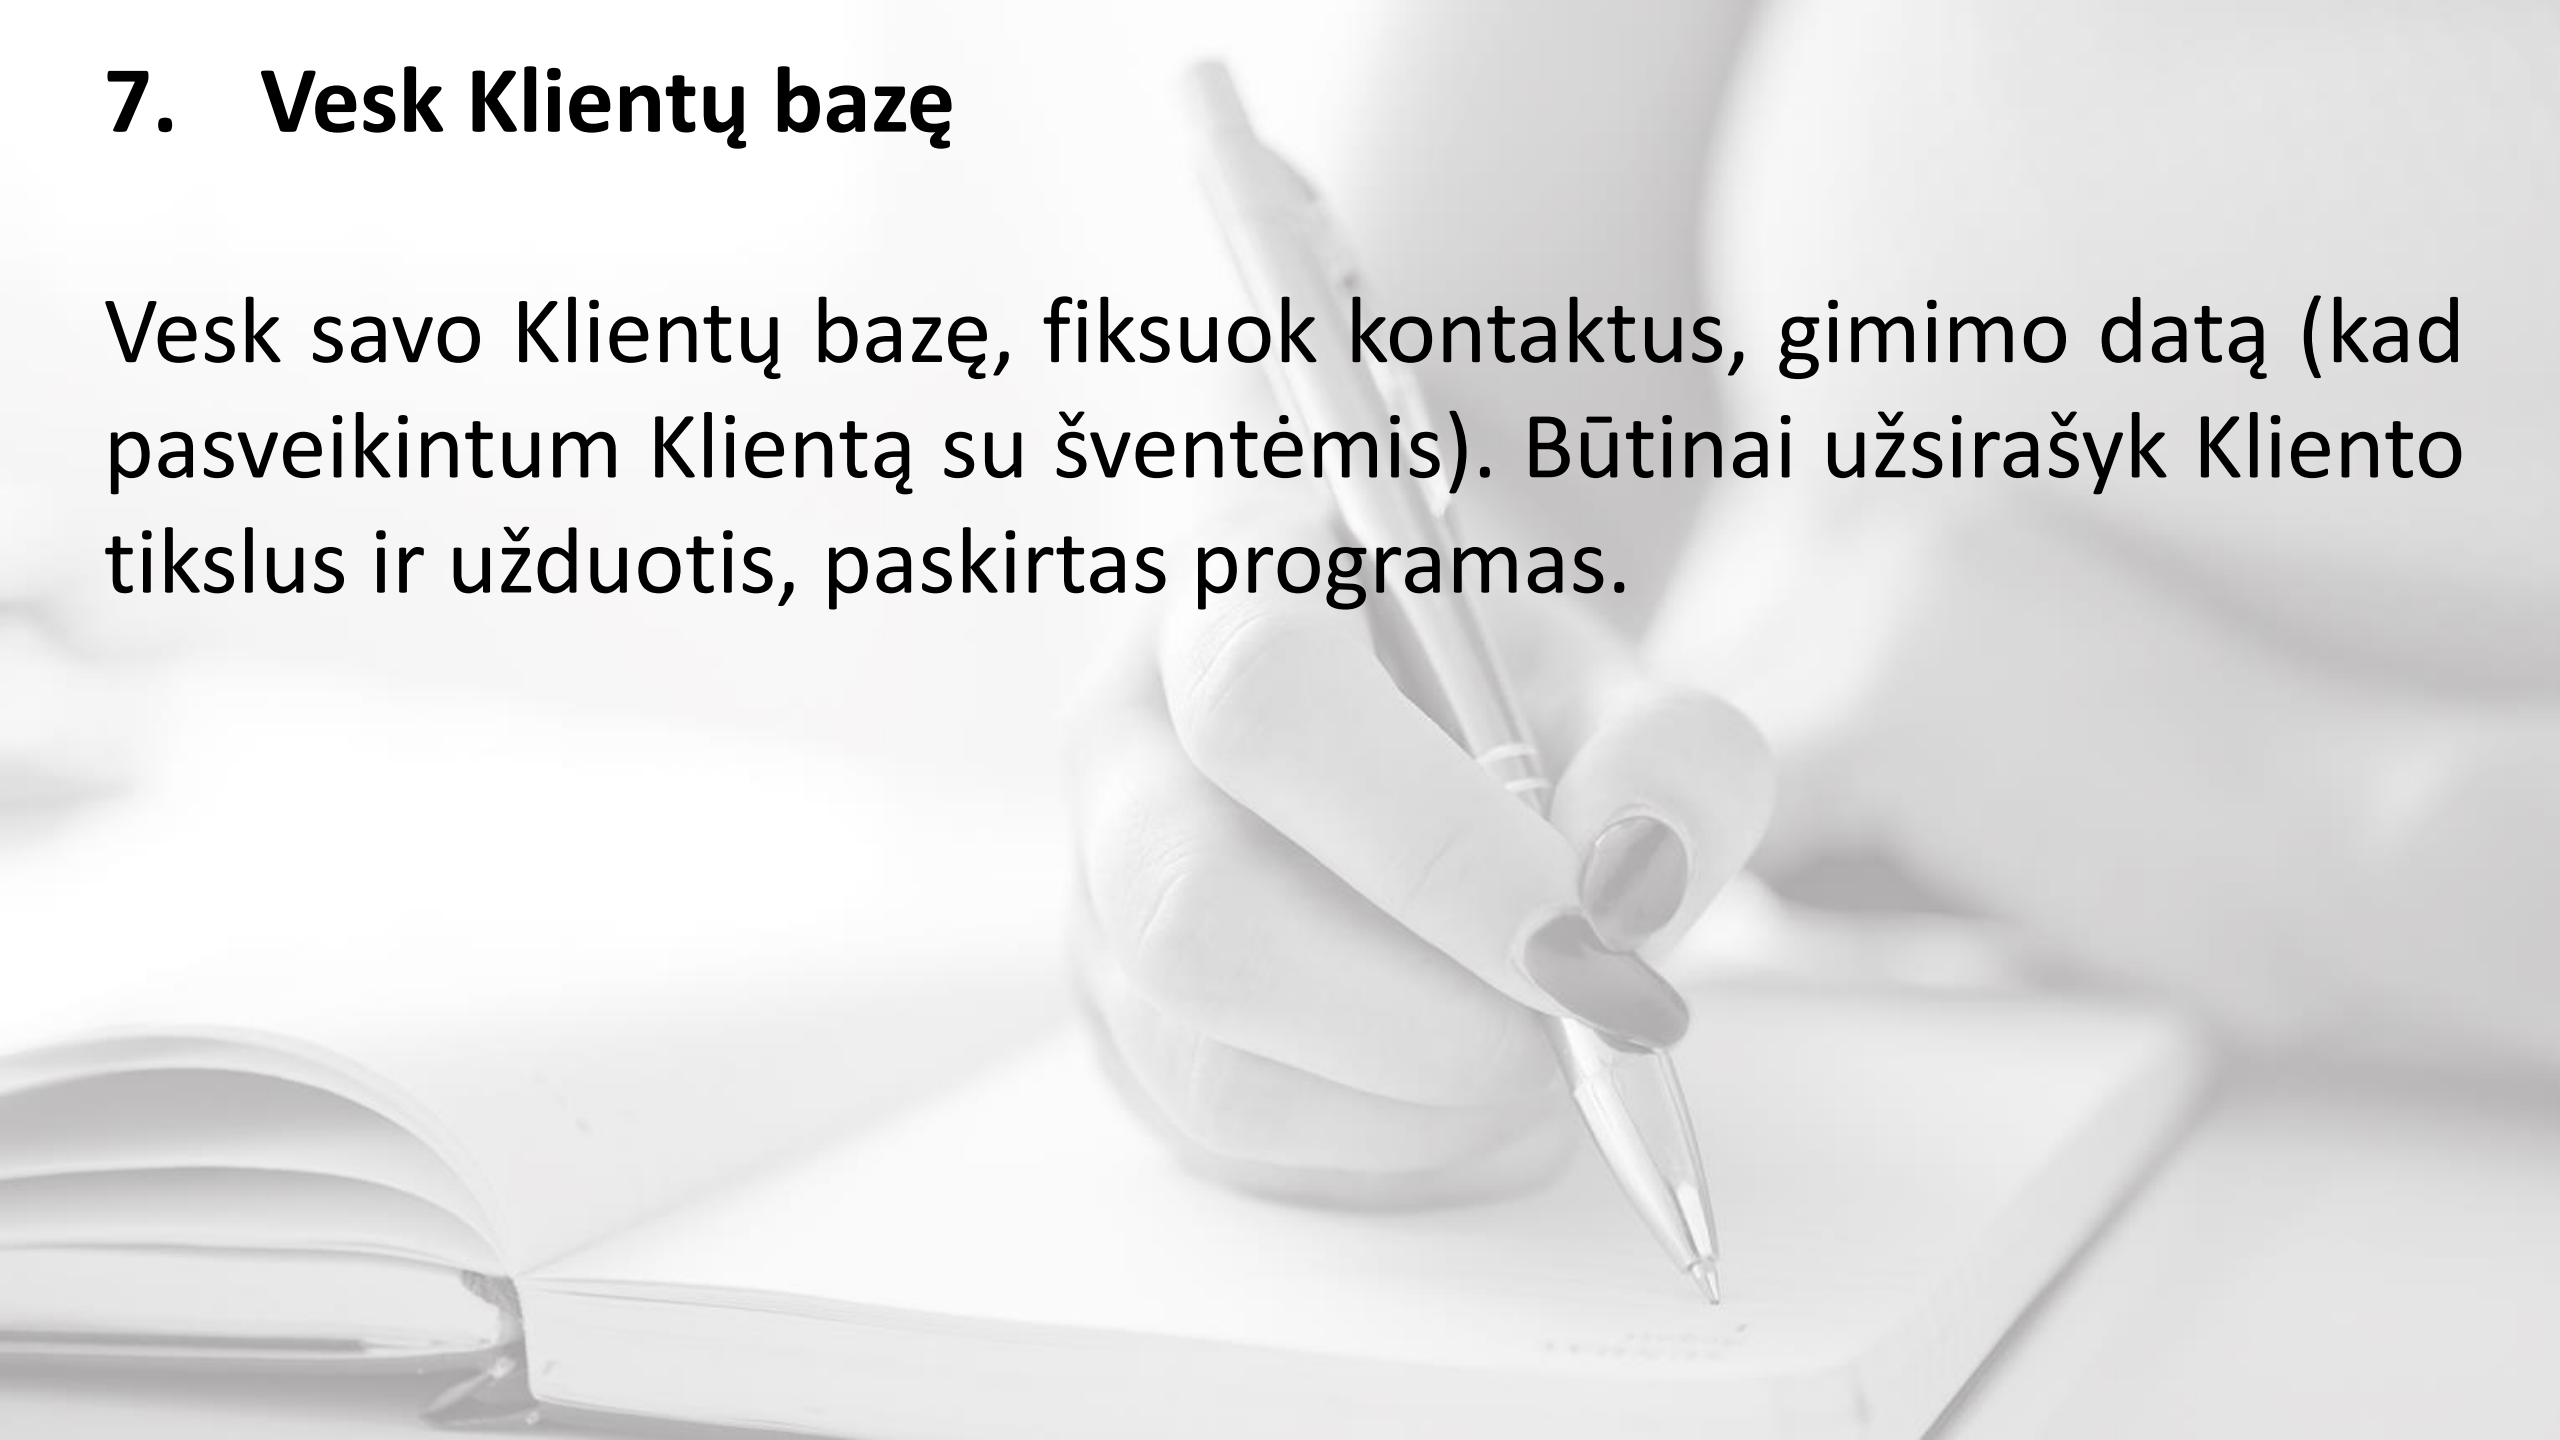 7. Vesk Klientų bazę
Vesk savo Klientų bazę, fiksuok kontaktus, gimimo datą (kad
pasveikintum Klientą su šventėmis). Būtinai užsirašyk Kliento
tikslus ir užduotis, paskirtas programas.